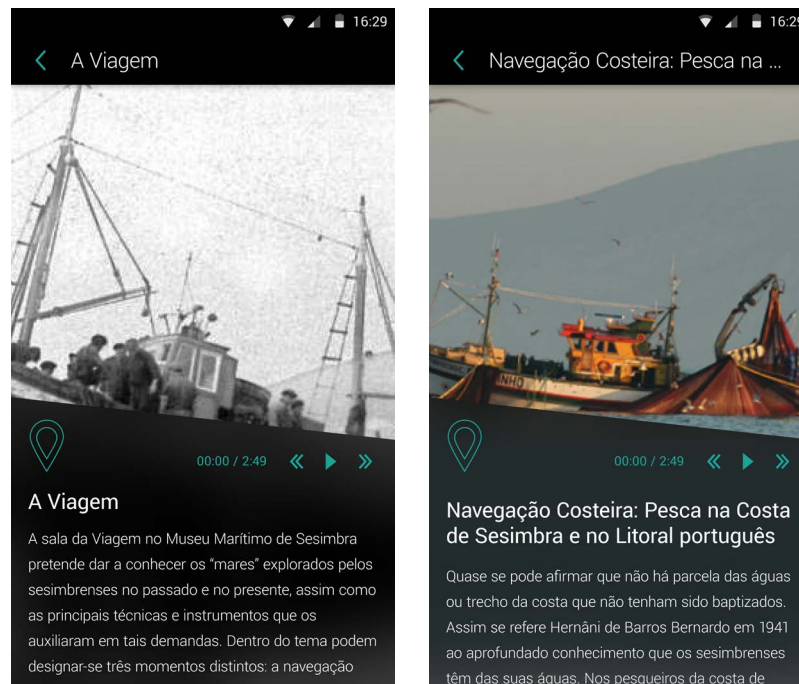 16:29
A Viagem
00:00 / 2:49
A Viagem
A sala da Viagem no Museu Marítimo de Sesimbra
pretende dar a conhecer os “mares” explorados pelos
sesimbrenses no passado e no presente, assim como
as principais técnicas e instrumentos que os
auxiliaram em tais demandas. Dentro do tema podem
designar-se três momentos distintos: a navegação
16:29
Navegação Costeira: Pesca na ...
INHO
00:00 / 2:49
Navegação Costeira: Pesca na Costa
de Sesimbra e no Litoral português
Quase se pode afirmar que não há parcela das águas
ou trecho da costa que não tenham sido baptizados.
Assim se refere Hernâni de Barros Bernardo em 1941
ao aprofundado conhecimento que os sesimbrenses
têm das suas águas. Nos pesqueiros da costa de